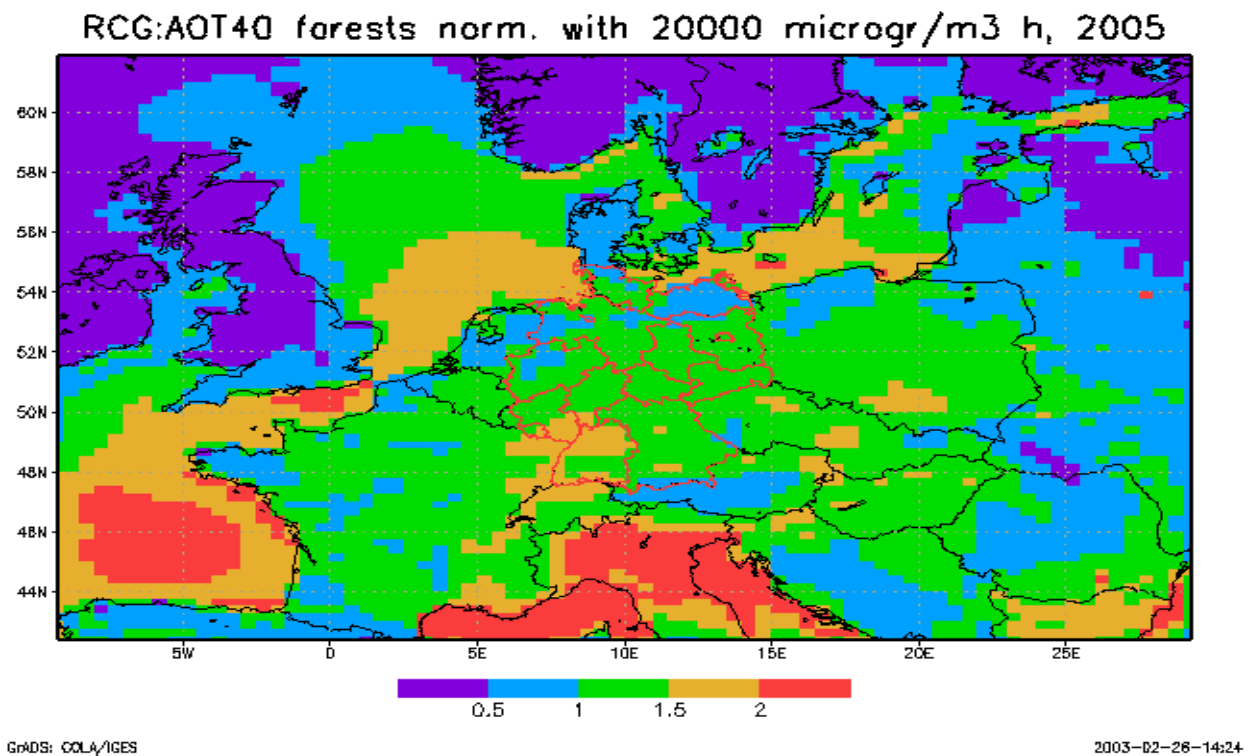 RCG:AOT40 forests norm. with 20000 microgr/m3 h, 2005
60N
58N
56N
54N
52N
50N
48N
46N
44N
5W 0 5E 10E 15E 20E 25E
0.5 1 1.5 2
GrADS: COLA/IGES 2003-02-26-14:24